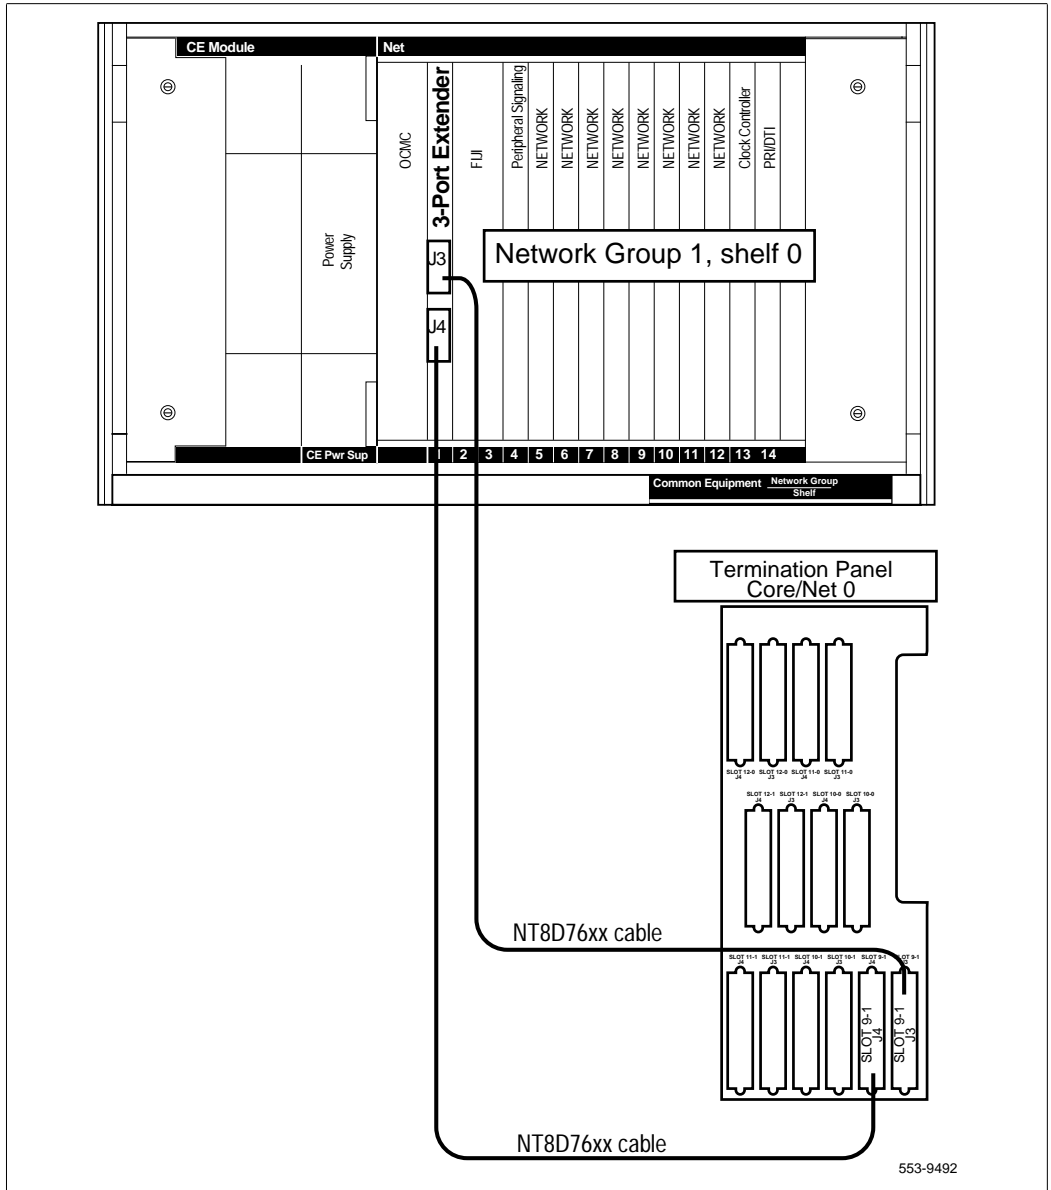 CE Module
Net
OCMC
3-Port Extender
FIJI
Peripheral Signaling
NETWORK
NETWORK
NETWORK
NETWORK
NETWORK
NETWORK
NETWORK
NETWORK
Clock Controller
PRI/DTI
Power
Supply
J3
Network Group 1, shelf 0
J4
CE Pwr Sup
1 2 3 4 5 6 7 8 9 10 11 12 13 14
Common Equipment Network Group
Shelf
Termination Panel
Core/Net 0
SLOT 12-0 SLOT 12-0 SLOT 11-0 SLOT 11-0
J4 J3 J4 J3
SLOT 12-1 SLOT 12-1 SLOT 10-0 SLOT 10-0
J4 J3 J4 J3
NT8D76xx cable
SLOT 11-1 SLOT 11-1 SLOT 10-1 SLOT 10-1 SLOT 9-1 SLOT 9-1
J4 J3 J4 J3 J4 J3
SLOT 9-1
J4
SLOT 9-1
J3
NT8D76xx cable
553-9492